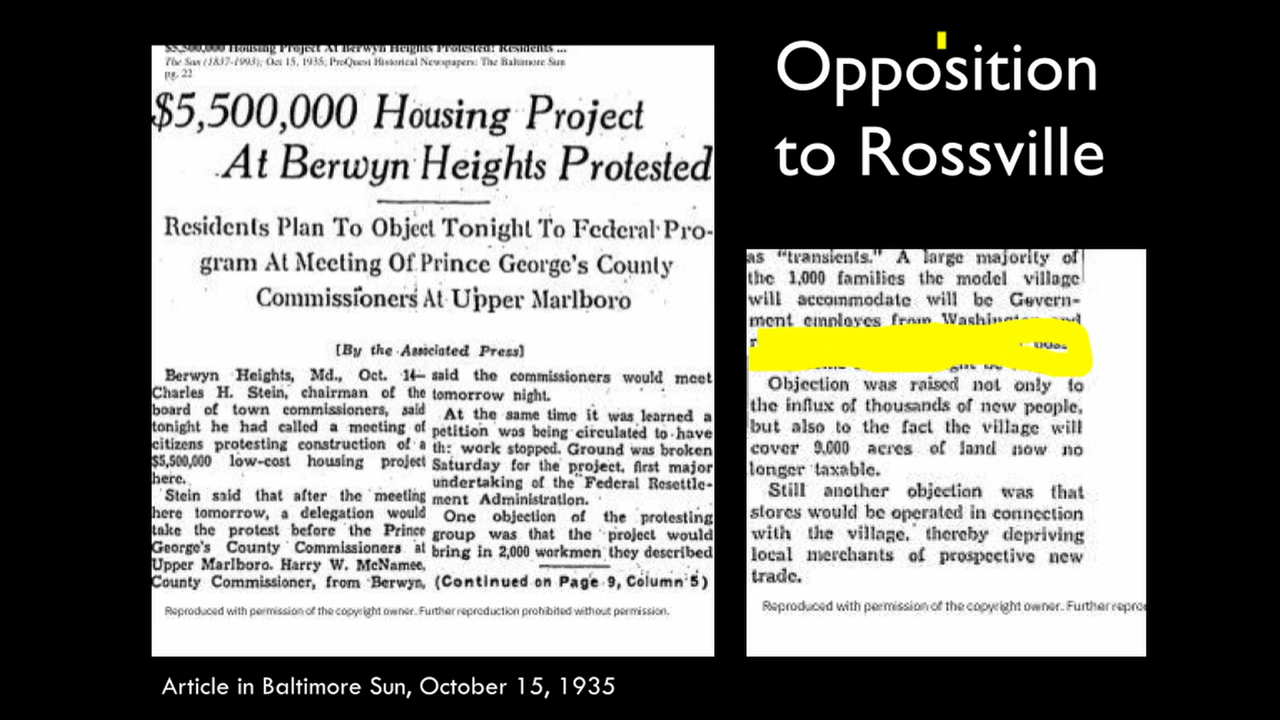 $5,500,000 Housing Project At Berwyn Heights Protested: Residents ...
The Sun (1837-1993); Oct 15, 1935; ProQuest Historical Newspapers: The Baltimore Sun
pg. 22
$5,500,000 Housing Project
At Berwyn Heights Protested
Residents Plan To Object Tonight To Federal Pro-
gram At Meeting Of Prince George's County
Commissioners At Upper Marlboro
[By the Associated Press]
Berwyn Heights, Md., Oct. 14—
Charles H. Stein, chairman of the
board of town commissioners, said
tonight he had called a meeting of
citizens protesting construction of a
$5,500,000 low-cost housing project
here.
Stein said that after the meeting
here tomorrow, a delegation would
take the protest before the Prince
George's County Commissioners at
Upper Marlboro. Harry W. McNamee,
County Commissioner, from Berwyn,
said the commissioners would meet
tomorrow night.
At the same time it was learned a
petition was being circulated to have
the work stopped. Ground was broken
Saturday for the project, first major
undertaking of the Federal Resettle-
ment Administration.
One objection of the protesting
group was that the project would
bring in 2,000 workmen they described
(Continued on Page 9, Column 5)
Reproduced with permission of the copyright owner. Further reproduction prohibited without permission.
Article in Baltimore Sun, October 15, 1935
Opposition
to Rossville
as "transients." A large majority of
the 1,000 families the model village
will accommodate will be Govern-
ment employes from Washington and
Objection was raised not only to
the influx of thousands of new people,
but also to the fact the village will
cover 9,000 acres of land now no
longer taxable.
Still another objection was that
stores would be operated in connection
with the village, thereby depriving
local merchants of prospective new
trade.
Reproduced with permission of the copyright owner. Further repro